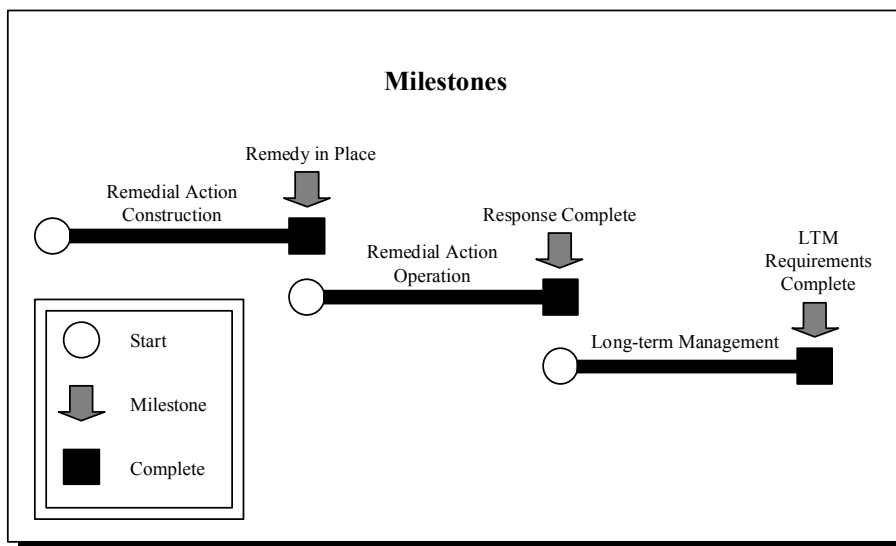 Milestones
Remedy in Place
Remedial Action
Construction
Response Complete
Remedial Action
Operation
LTM
Requirements
Complete
Long-term Management
Start
Milestone
Complete